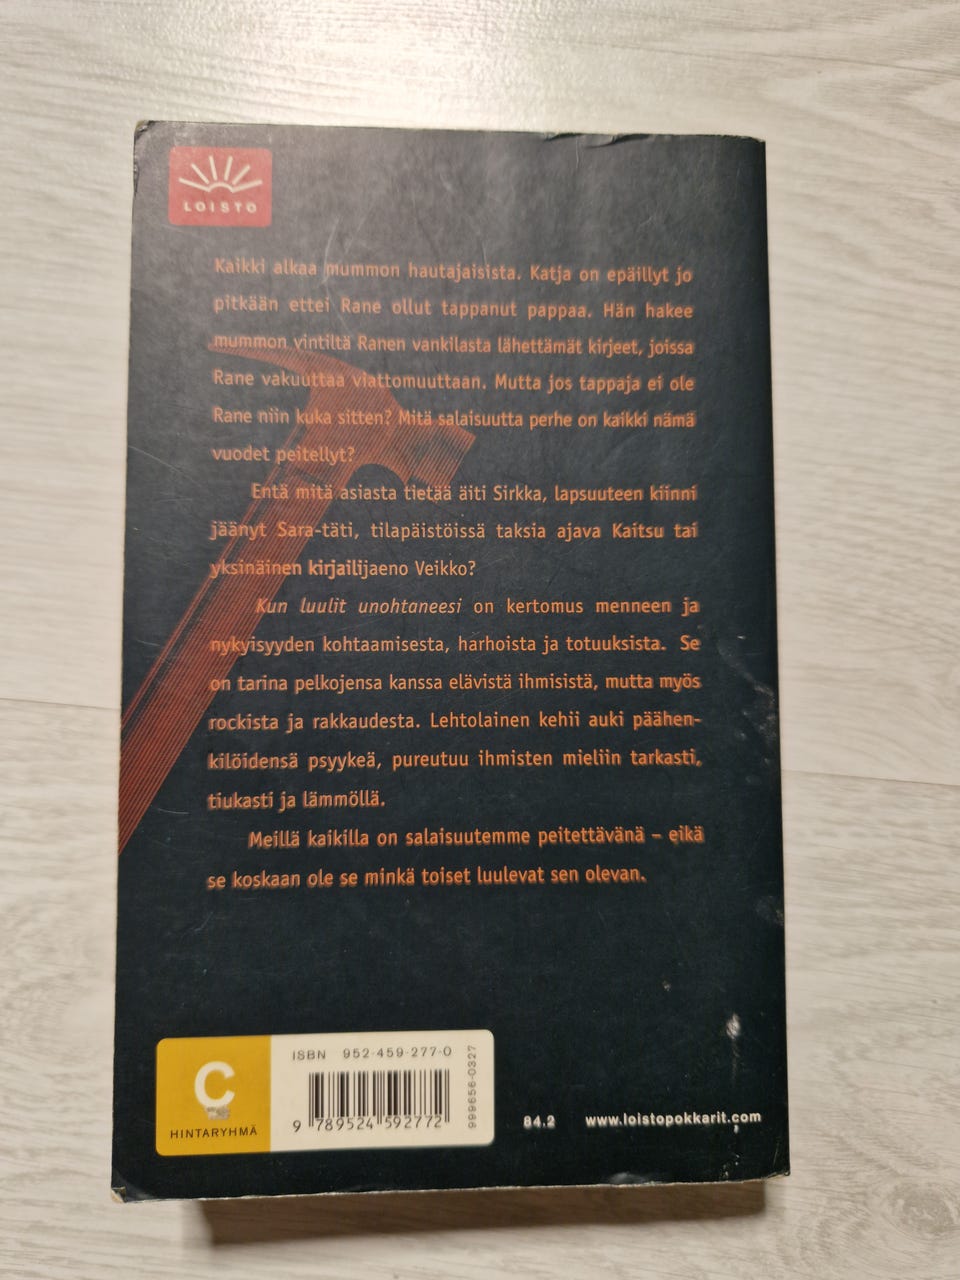 LOISTO
Kaikki alkaa mummon hautajaisista. Katja on epäillyt jo
pitkään ettei Rane ollut tappanut pappaa. Hän hakee
mummon vintiltä Ranen vankilasta lähettämät kirjeet, joissa
Rane vakuuttaa viattomuuttaan. Mutta jos tappaja ei ole
Rane niin kuka sitten? Mitä salaisuutta perhe on kaikki nämä
vuodet peitellyt?
Entä mitä asiasta tietää äiti Sirkka, lapsuuteen kiinni
jäänyt Sara-täti, tilapäistöissä taksia ajava Kaitsu tai
yksinäinen kirjailijaeno Veikko?
Kun luulit unohtaneesi on kertomus menneen ja
nykyisyyden kohtaamisesta, harhoista ja totuuksista. Se
on tarina pelkojensa kanssa elävistä ihmisistä, mutta myös
rockista ja rakkaudesta. Lehtolainen kehii auki päähen-
kilöidensä psyykeä, pureutuu ihmisten mieliin tarkasti,
tiukasti ja lämmöllä.
Meillä kaikilla on salaisuutemme peitettävänä – eikä
se koskaan ole se minkä toiset luulevat sen olevan.
C
HINTARYHMÄ
ISBN 952-459-277-0
9 789524 592772
999656-0327
84.2
www.loistopokkarit.com